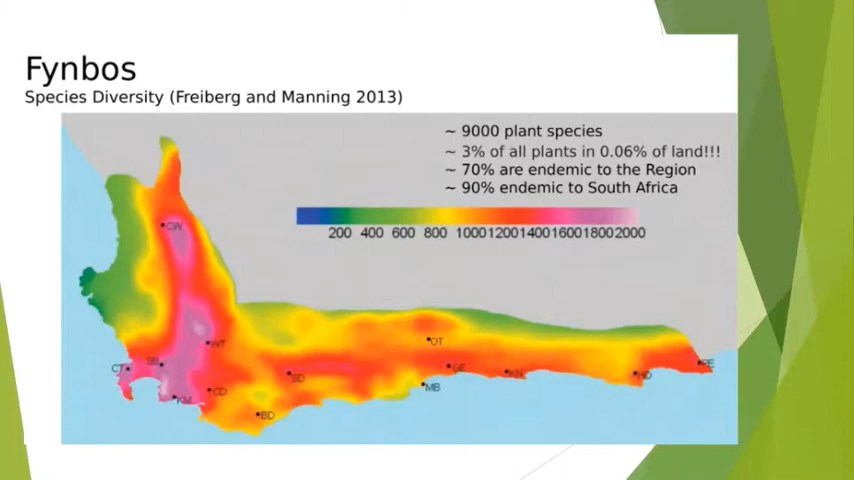 Fynbos
Species Diversity (Freiberg and Manning 2013)
~ 9000 plant species
~ 3% of all plants in 0.06% of land!!!
~ 70% are endemic to the Region
~ 90% endemic to South Africa
200 400 600 800 1000 1200 1400 1600 1800 2000
CW
WT
OT
CT
SB
SD
GE
KN
HD
PE
MB
CD
KM
BD